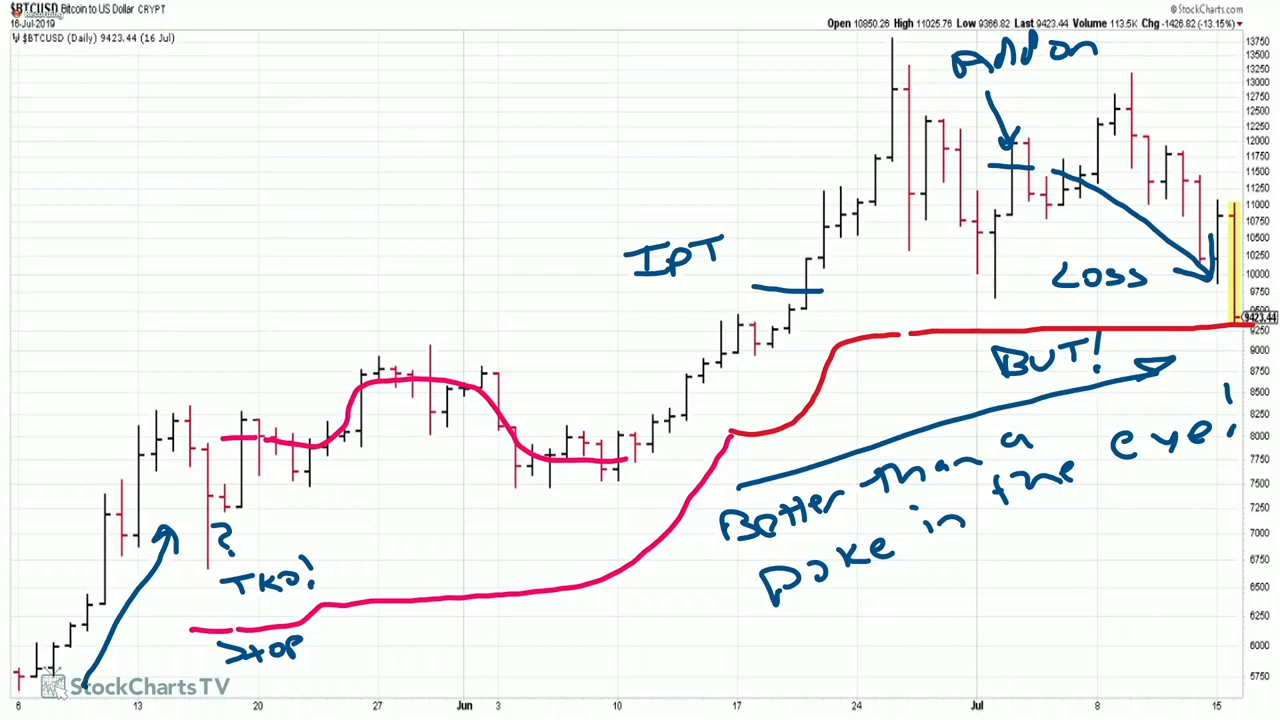 $BTCUSD Bitcoin to US Dollar CRYPT
© StockCharts.com
16-Jul-2019
Open 10850.26 High 11025.76 Low 9366.82 Last 9423.44 Volume 113.5K Chg -1426.82 (-13.15%)
$BTCUSD (Daily) 9423.44 (16 Jul)
Add on
13750
13500
13250
13000
12750
12500
12250
12000
11750
11500
11250
11000
10750
10500
10250
10000
9750
9500
9423.44
9250
9000
8750
8500
8250
8000
7750
7500
7250
7000
6750
6500
6250
6000
5750
IPT
Loss
BUT!
Better than a
poke in the eye!
?
TKO!
Stop
StockCharts TV
6 13 20 27 Jun 3 10 17 24 Jul 8 15